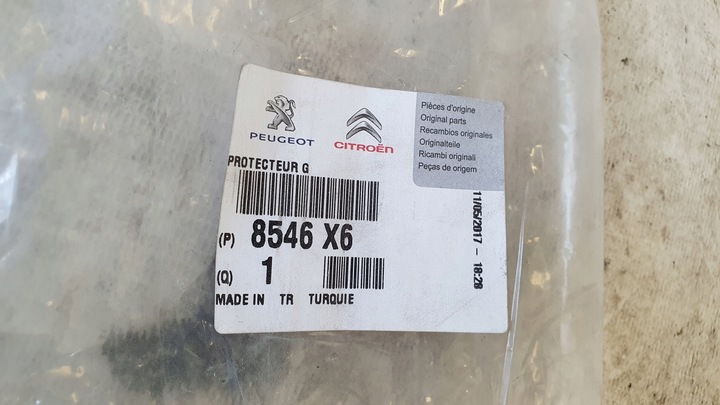 PEUGEOT
CITROËN
Pièces d'origine
Original parts
Recambios originales
Originalteile
Ricambi originali
Peças de origem
PROTECTEUR G
(P) 8546 X6
(Q) 1
MADE IN TR TURQUIE
11/05/2017 - 18:28